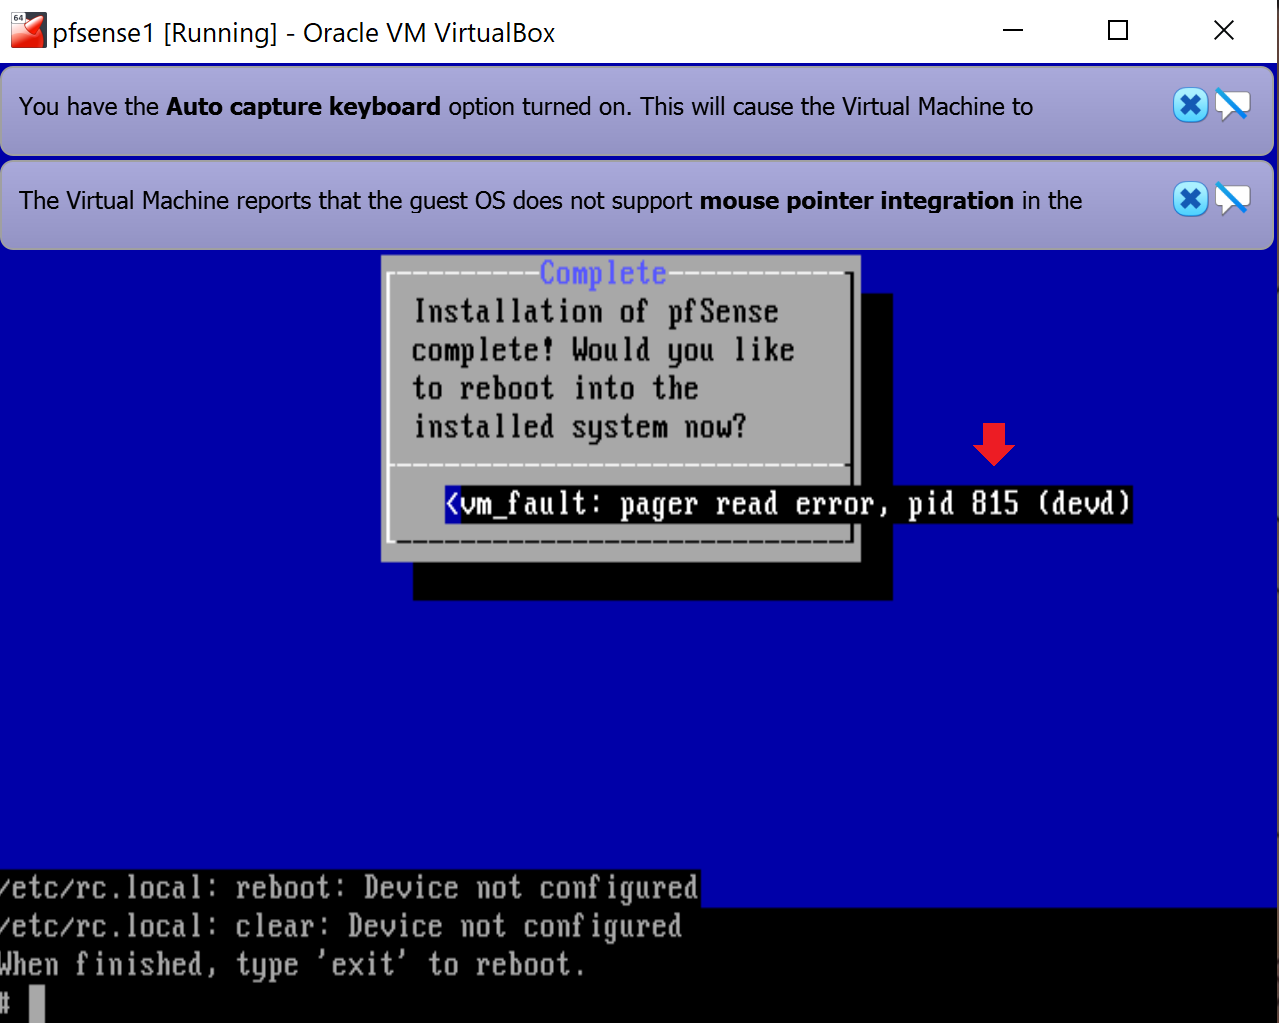 64
pfsense1 [Running] - Oracle VM VirtualBox
You have the Auto capture keyboard option turned on. This will cause the Virtual Machine to
The Virtual Machine reports that the guest OS does not support mouse pointer integration in the
Complete
Installation of pfSense
complete! Would you like
to reboot into the
installed system now?
<vm_fault: pager read error, pid 815 (devd)
/etc/rc.local: reboot: Device not configured
/etc/rc.local: clear: Device not configured
When finished, type 'exit' to reboot.
#